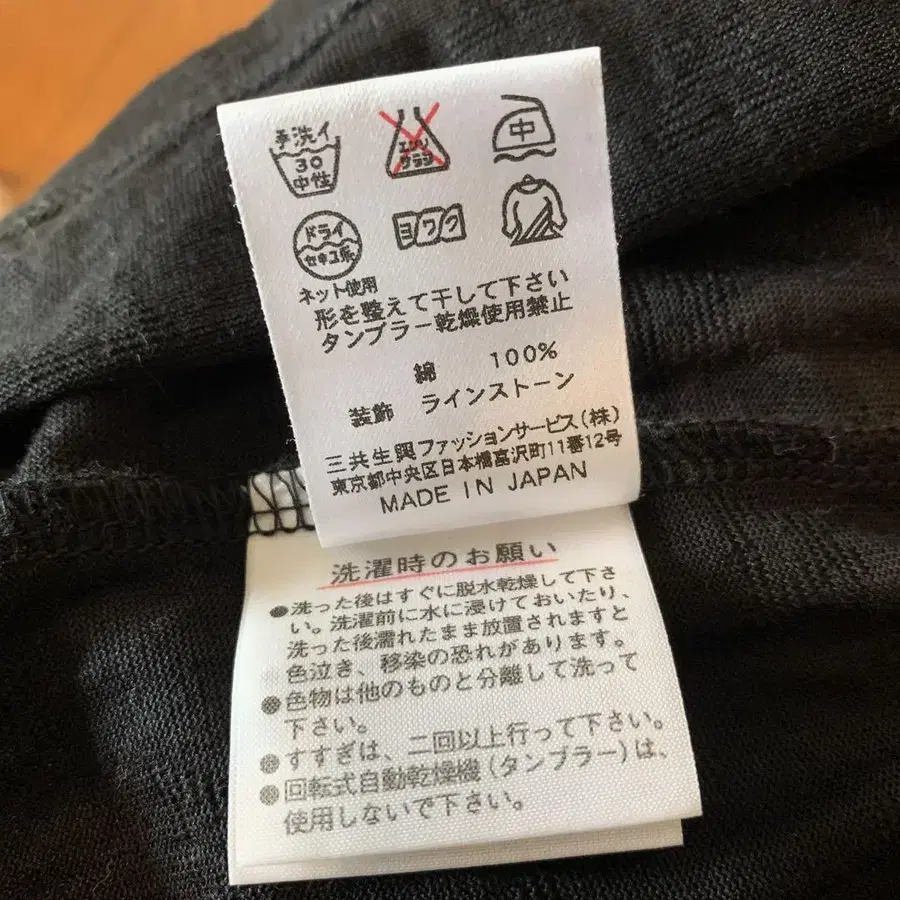 手洗イ
30
中性
エンソ
サラシ
中
ドライ
セキユ系
ヨワク
ネット使用
形を整えて干して下さい
タンブラー乾燥使用禁止
綿 100%
装飾 ラインストーン
三共生興ファッションサービス(株)
東京都中央区日本橋富沢町11番12号
MADE IN JAPAN
洗濯時のお願い
●洗った後はすぐに脱水乾燥して下さ
い。洗濯前に水に浸けておいたり、
洗った後濡れたまま放置されますと
色泣き、移染の恐れがあります。
●色物は他のものと分離して洗って
下さい。
●すすぎは、二回以上行って下さい。
●回転式自動乾燥機(タンブラー)は、
使用しないで下さい。